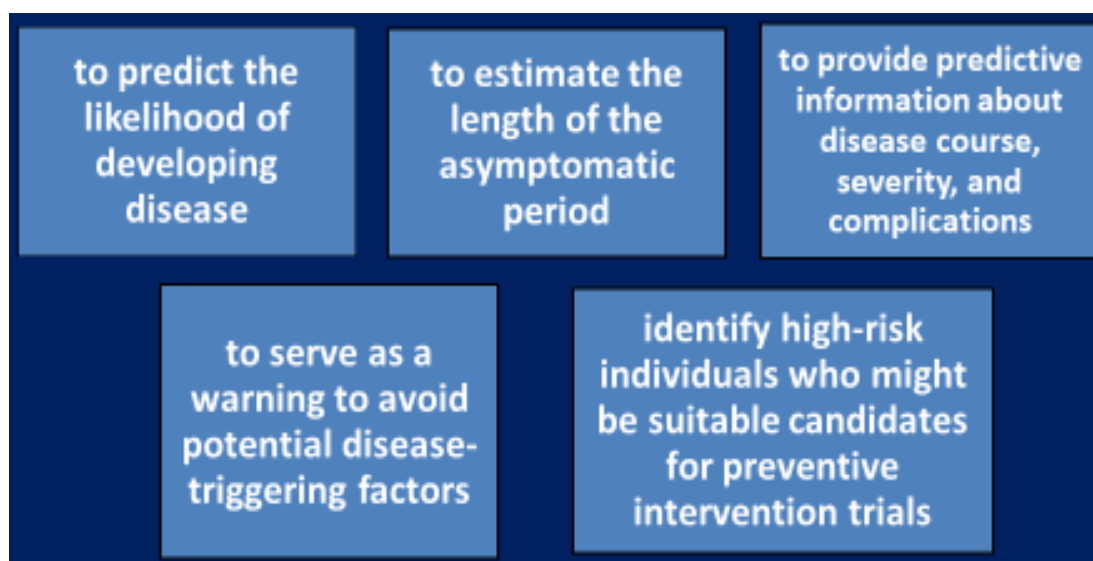 to predict the
likelihood of
developing
disease
to estimate the
length of the
asymptomatic
period
to provide predictive
information about
disease course,
severity, and
complications
to serve as a
warning to avoid
potential disease-
triggering factors
identify high-risk
individuals who might
be suitable candidates
for preventive
intervention trials